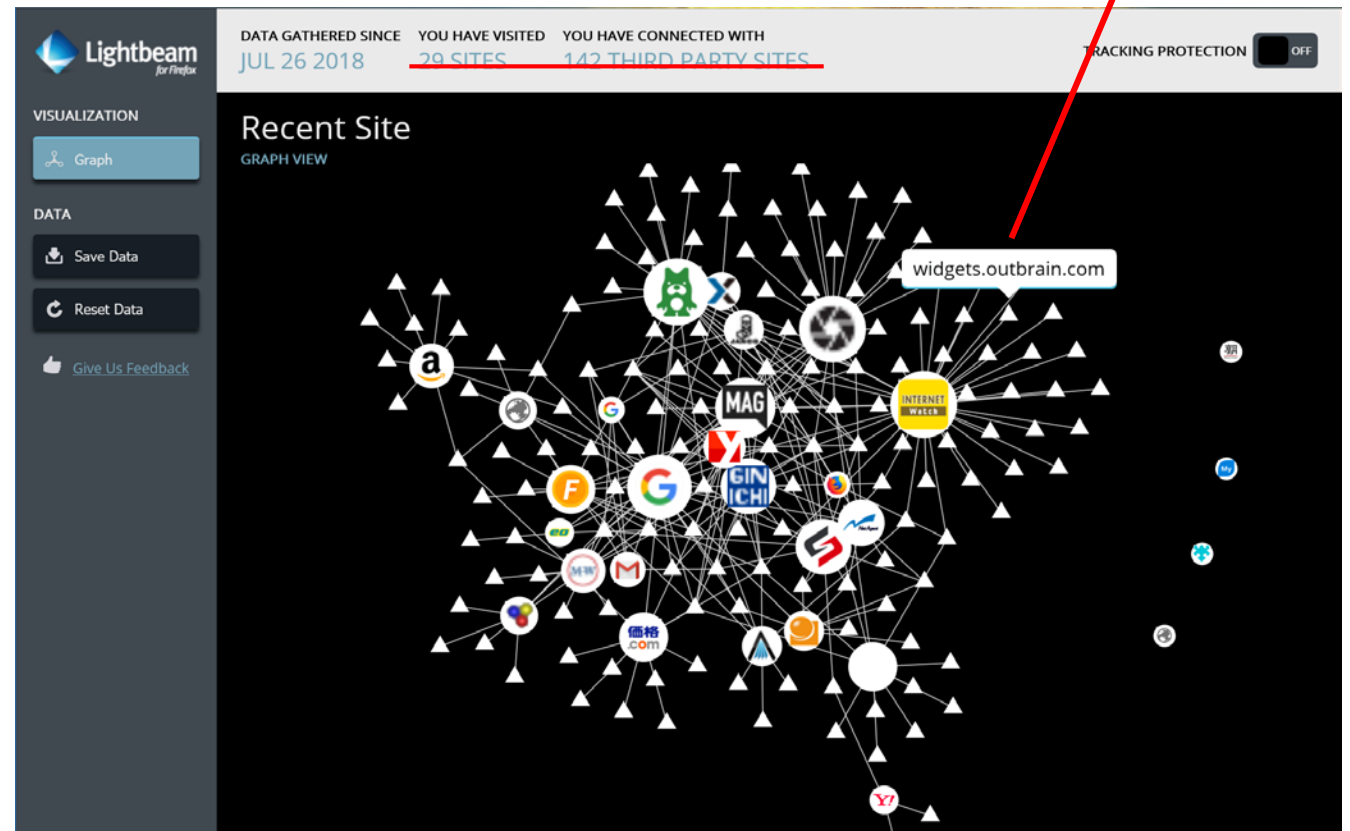 Lightbeam
for Firefox
DATA GATHERED SINCE
JUL 26 2018
YOU HAVE VISITED
29 SITES
YOU HAVE CONNECTED WITH
142 THIRD PARTY SITES
TRACKING PROTECTION
OFF
VISUALIZATION
Graph
DATA
Save Data
Reset Data
Give Us Feedback
Recent Site
GRAPH VIEW
widgets.outbrain.com
a
INTERNET
Watch
MAG
G
Y
GIN
ICHI
G
F
eo
M
価格
.com
My
Y!